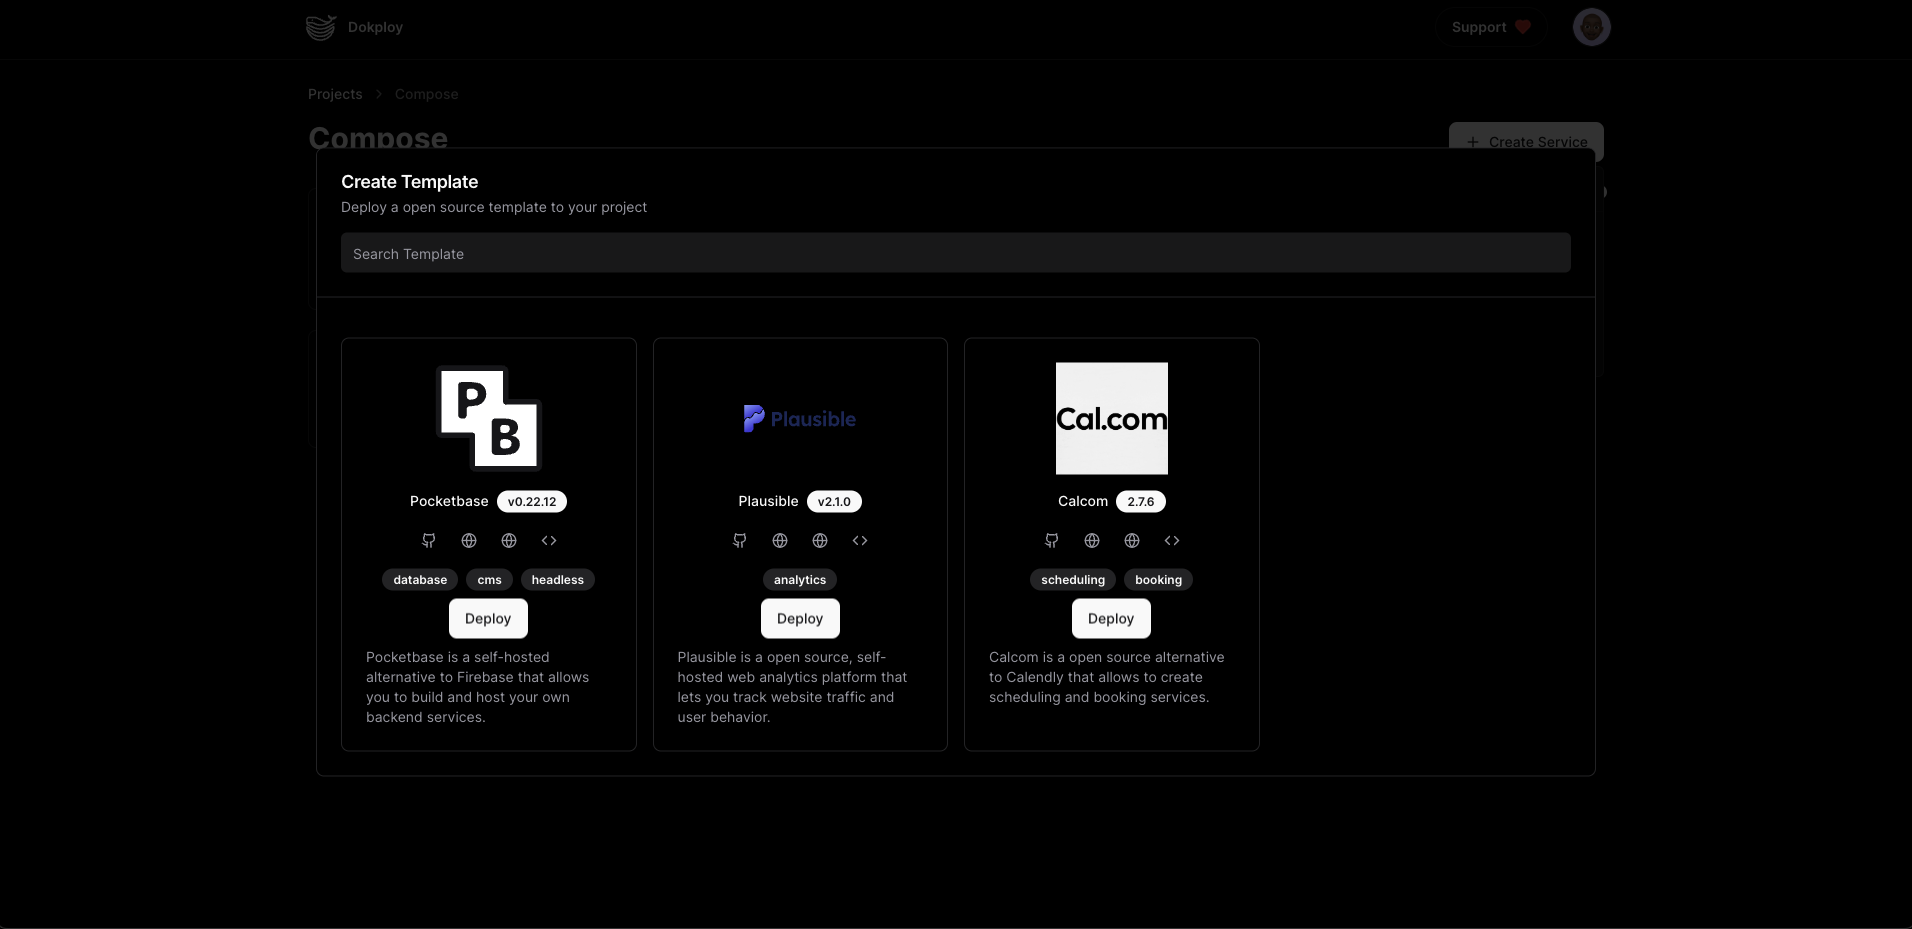 Dokploy
Support
Projects > Compose
Compose
+ Create Service
Create Template
Deploy a open source template to your project
Search Template
P
B
Plausible
Cal.com
Pocketbase v0.22.12
Plausible v2.1.0
Calcom 2.7.6
database cms headless
analytics
scheduling booking
Deploy
Deploy
Deploy
Pocketbase is a self-hosted
alternative to Firebase that allows
you to build and host your own
backend services.
Plausible is a open source, self-
hosted web analytics platform that
lets you track website traffic and
user behavior.
Calcom is a open source alternative
to Calendly that allows to create
scheduling and booking services.